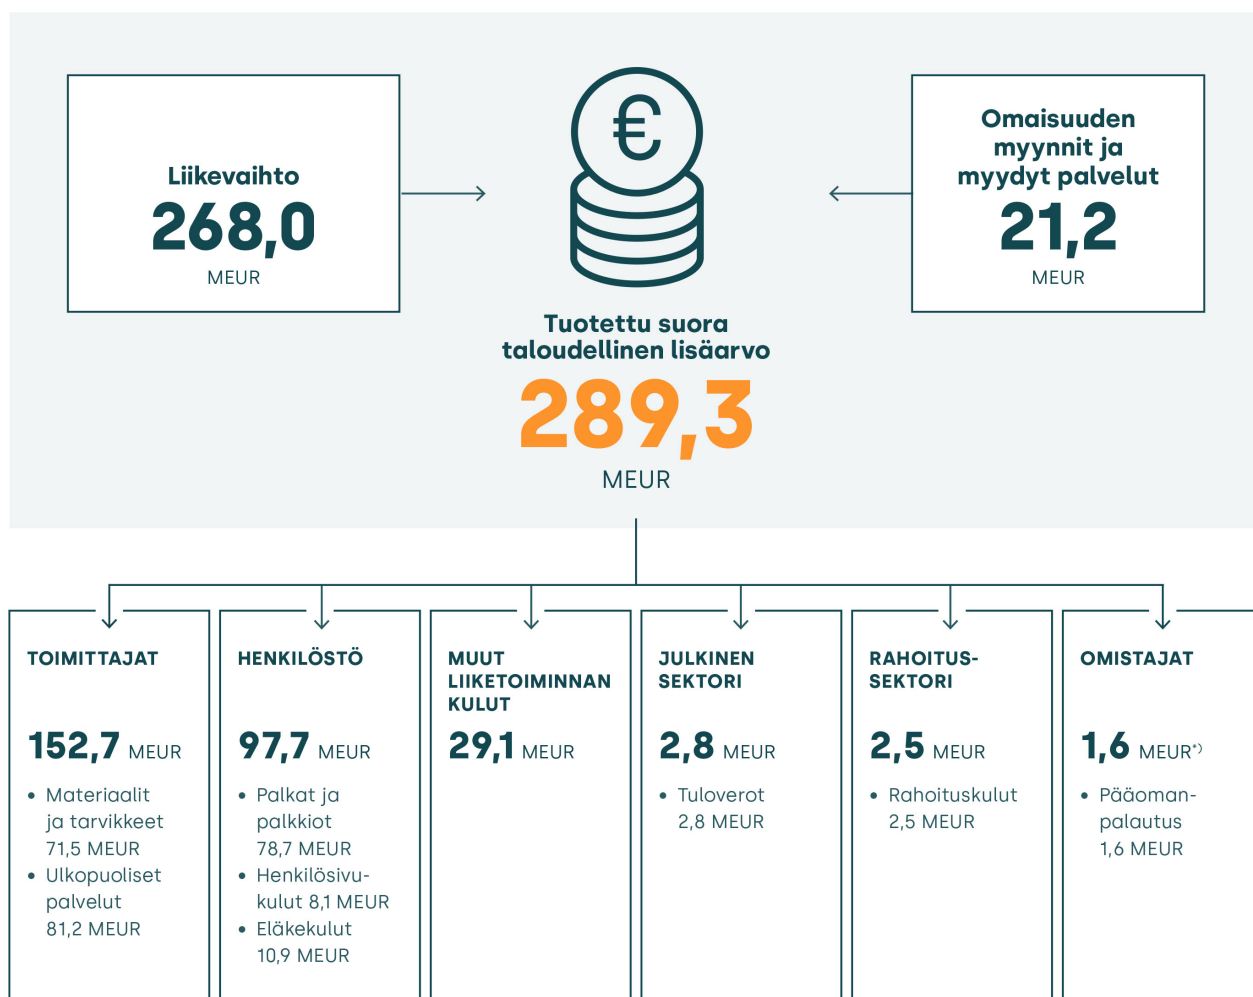 Liikevaihto
268,0
MEUR
€
Omaisuuden
myynnit ja
myydyt palvelut
21,2
MEUR
Tuotettu suora
taloudellinen lisäarvo
289,3
MEUR
TOIMITTAJAT
152,7 MEUR
• Materiaalit
ja tarvikkeet
71,5 MEUR
• Ulkopuoliset
palvelut
81,2 MEUR
HENKILÖSTÖ
97,7 MEUR
• Palkat ja
palkkiot
78,7 MEUR
• Henkilösivu-
kulut 8,1 MEUR
• Eläkekulut
10,9 MEUR
MUUT
LIIKETOIMINNAN
KULUT
29,1 MEUR
JULKINEN
SEKTORI
2,8 MEUR
• Tuloverot
2,8 MEUR
RAHOITUS-
SEKTORI
2,5 MEUR
• Rahoituskulut
2,5 MEUR
OMISTAJAT
1,6 MEUR*)
• Pääoman-
palautus
1,6 MEUR